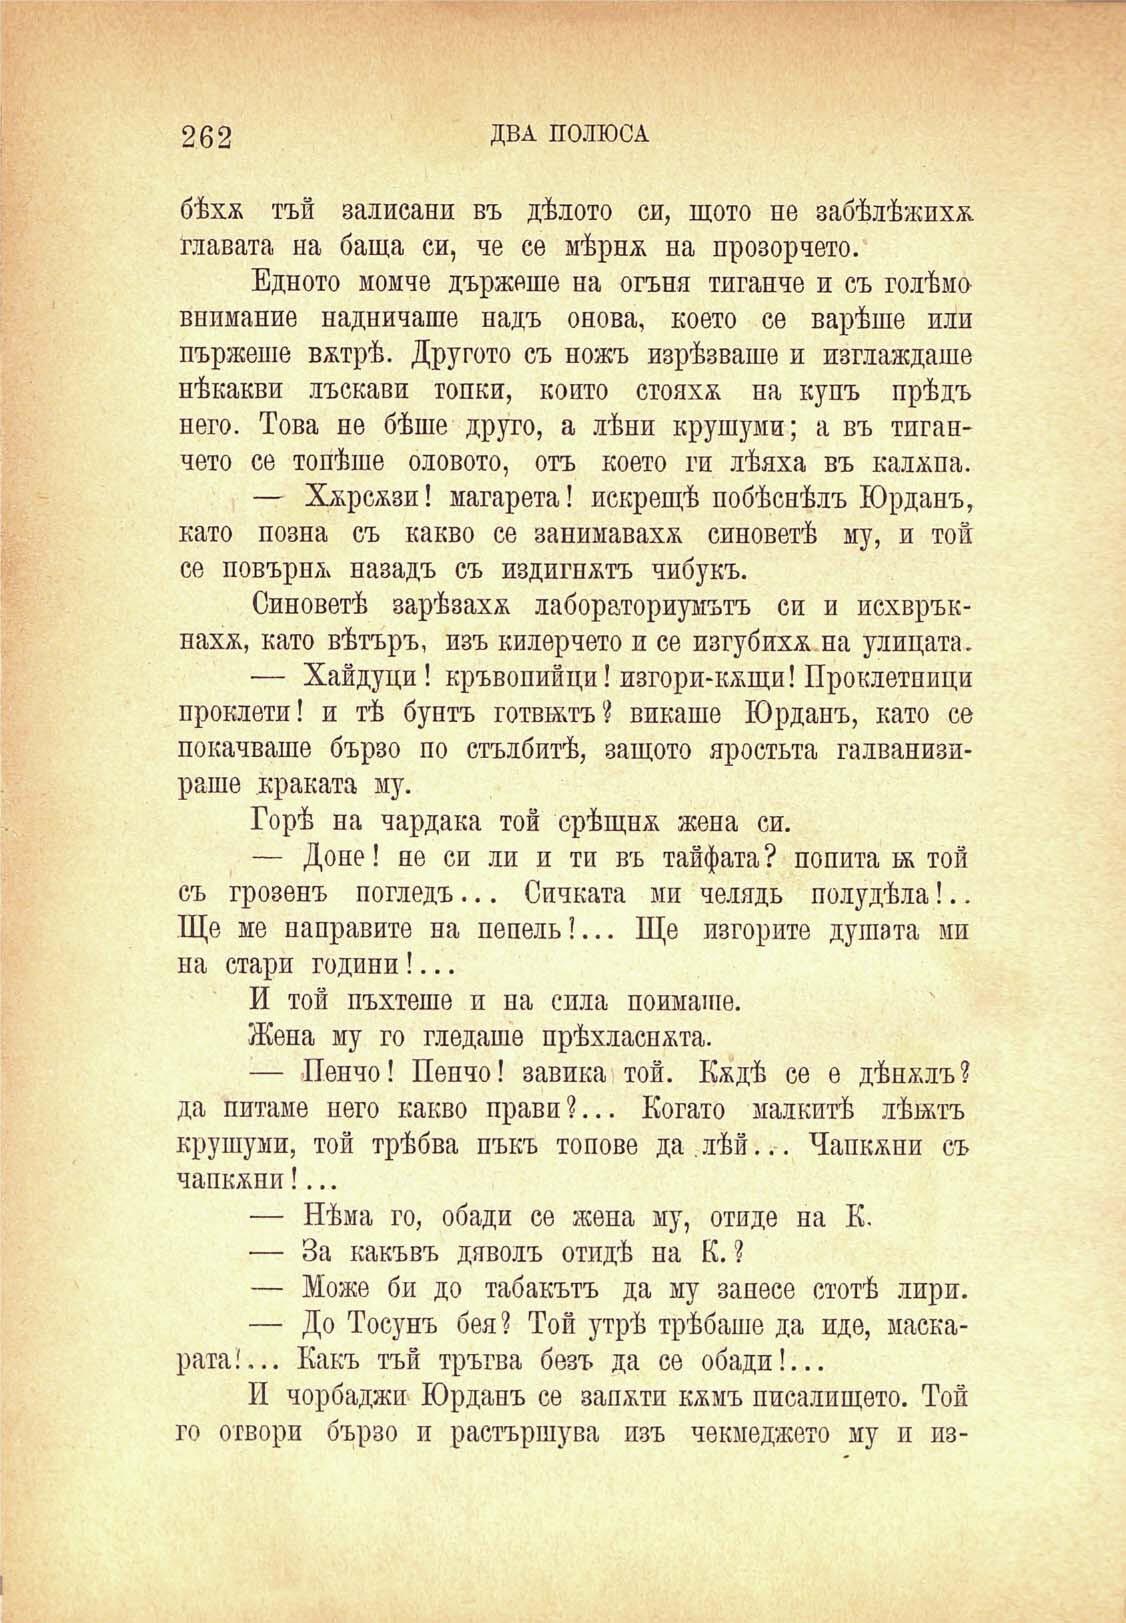 262 ДВА ПОЛЮСА
бѣхѫ тъй залисани въ дѣлото си, щото не забѣлѣжихѫ
главата на баща си, че се мѣрнѫ на прозорчето.
Едното момче държеше на огъня тиганче и съ голѣмо
внимание надничаше надъ онова, което се варѣше или
пържеше вѫтрѣ. Другото съ ножъ изрѣзваше и изглаждаше
нѣкакви лъскави топки, които стояхѫ на купъ прѣдъ
него. Това не бѣше друго, а лѣни крушуми; а въ тиган-
чето се топѣше оловото, отъ което ги лѣяха въ калѫпа.
— Хѫрсѫзи! магарета! искрещѣ побѣснѣлъ Юрданъ,
като позна съ какво се занимавахѫ синоветѣ му, и той
се повърнѫ назадъ съ издигнѫтъ чибукъ.
Синоветѣ зарѣзахѫ лабораториумътъ си и исхврък-
нахѫ, като вѣтъръ, изъ килерчето и се изгубихѫ на улицата.
— Хайдуци! кръвопийци! изгори-кѫщи! Проклетници
проклети! и тѣ бунтъ готвѭтъ? викаше Юрданъ, като се
покачваше бързо по стълбитѣ, защото яростьта галванизи-
раше краката му.
Горѣ на чардака той срѣщнѫ жена си.
— Доне! не си ли и ти въ тайфата? попита ѭ той
съ грозенъ погледъ... Сичката ми челядь полудѣла!..
Ще ме направите на пепель!... Ще изгорите душата ми
на стари години!...
И той пъхтеше и на сила поимаше.
Жена му го гледаше прѣхласнѫта.
— Пенчо! Пенчо! завика той. Кѫдѣ се е дѣнѫлъ?
да питаме него какво прави?... Когато малкитѣ лѣѭтъ
крушуми, той трѣбва пъкъ топове да лѣй... Чапкѫни съ
чапкѫни!...
— Нѣма го, обади се жена му, отиде на К.
— За какъвъ дяволъ отидѣ на К.?
— Може би до табакътъ да му занесе стотѣ лири.
— До Тосунъ бея? Той утрѣ трѣбаше да иде, маска-
рата!... Какъ тъй тръгва безъ да се обади!...
И чорбаджи Юрданъ се запѫти кѫмъ писалището. Той
го отвори бързо и растършува изъ чекмеджето му и из-